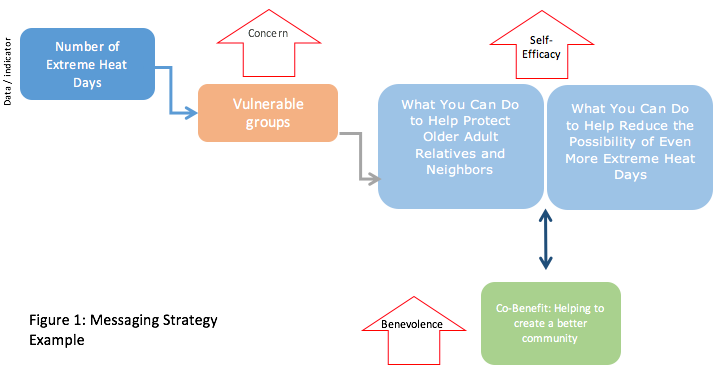 Data / indicator
Number of
Extreme Heat
Days
Concern
Vulnerable
groups
Self-
Efficacy
What You Can Do
to Help Protect
Older Adult
Relatives and
Neighbors
What You Can Do
to Help Reduce the
Possibility of Even
More Extreme Heat
Days
Co-Benefit: Helping to
create a better
community
Benevolence
Figure 1: Messaging Strategy
Example